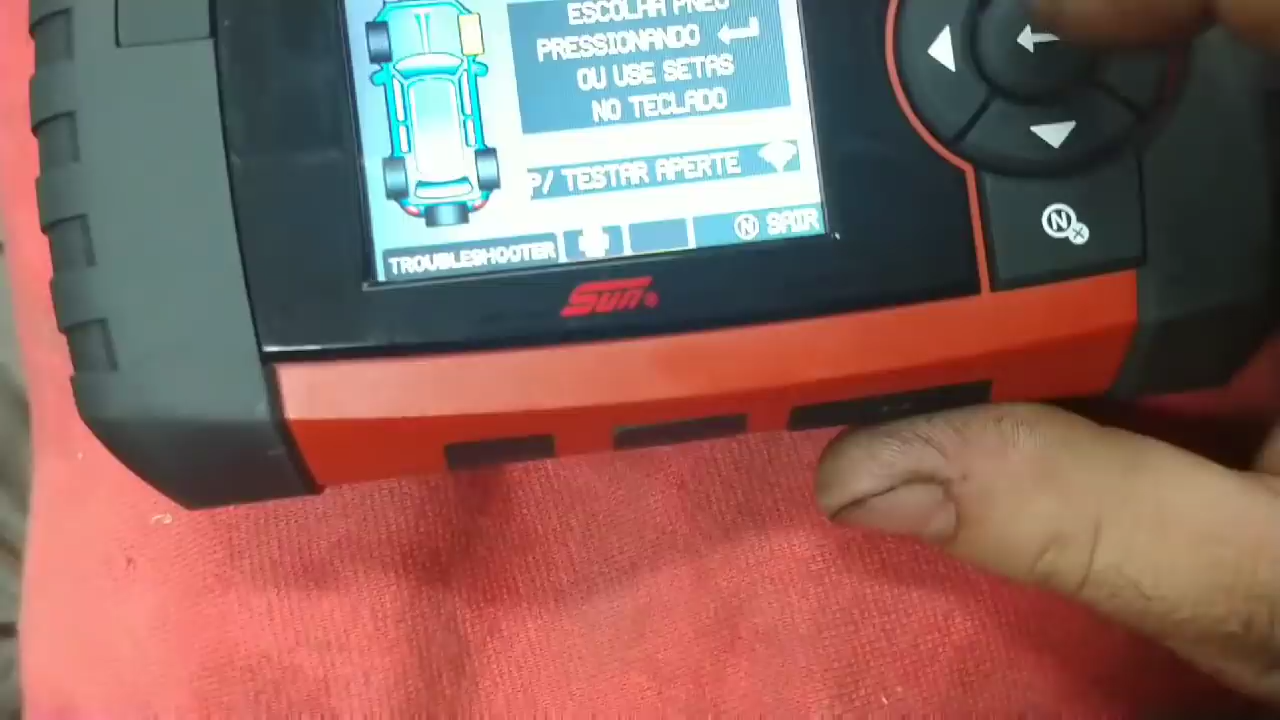 ESCOLHA PNEU
PRESSIONANDO
OU USE SETAS
NO TECLADO
P/ TESTAR APERTE
N SAIR
TROUBLESHOOTER
Sun
N